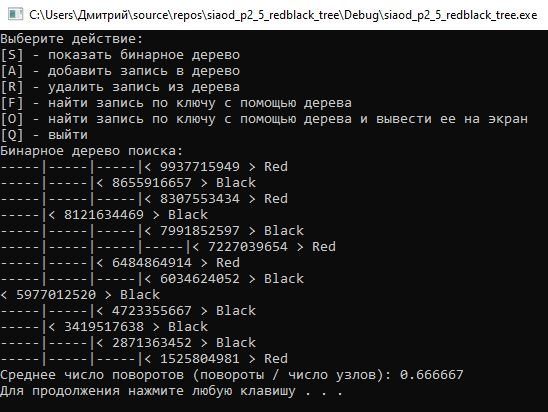 C:\Users\Дмитрий\source\repos\siaod_p2_5_redblack_tree\Debug\siaod_p2_5_redblack_tree.exe
Выберите действие:
[S] - показать бинарное дерево
[A] - добавить запись в дерево
[R] - удалить запись из дерева
[F] - найти запись по ключу с помощью дерева
[O] - найти запись по ключу с помощью дерева и вывести ее на экран
[Q] - выйти
Бинарное дерево поиска:
-----|-----|-----|< 9937715949 > Red
-----|-----|< 8655916657 > Black
-----|-----|-----|< 8307553434 > Red
-----|< 8121634469 > Black
-----|-----|-----|< 7991852597 > Black
-----|-----|-----|-----|< 7227039654 > Red
-----|-----|< 6484864914 > Red
-----|-----|-----|< 6034624052 > Black
< 5977012520 > Black
-----|-----|< 4723355667 > Black
-----|< 3419517638 > Black
-----|-----|< 2871363452 > Black
-----|-----|-----|< 1525804981 > Red
Среднее число поворотов (повороты / число узлов): 0.666667
Для продолжения нажмите любую клавишу . . .